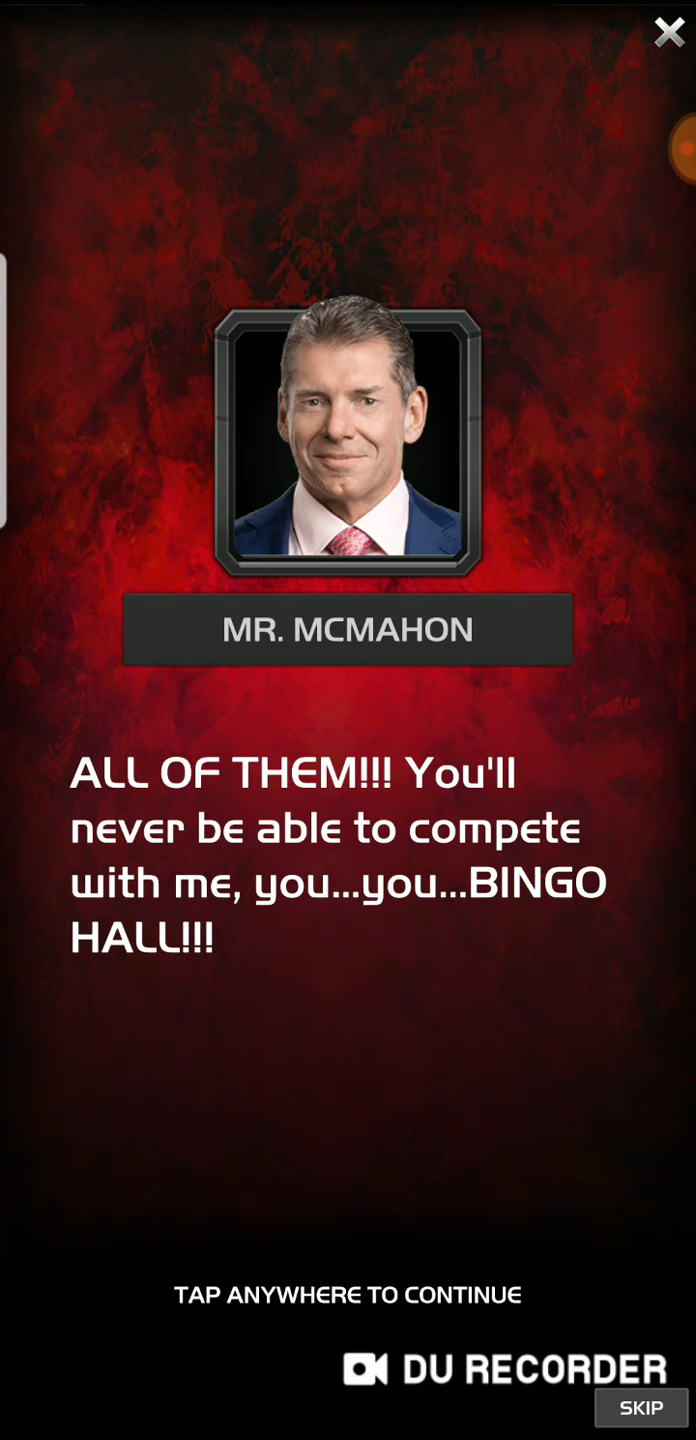 MR. MCMAHON
ALL OF THEM!!! You'll
never be able to compete
with me, you...you...BINGO
HALL!!!
TAP ANYWHERE TO CONTINUE
DU RECORDER
SKIP